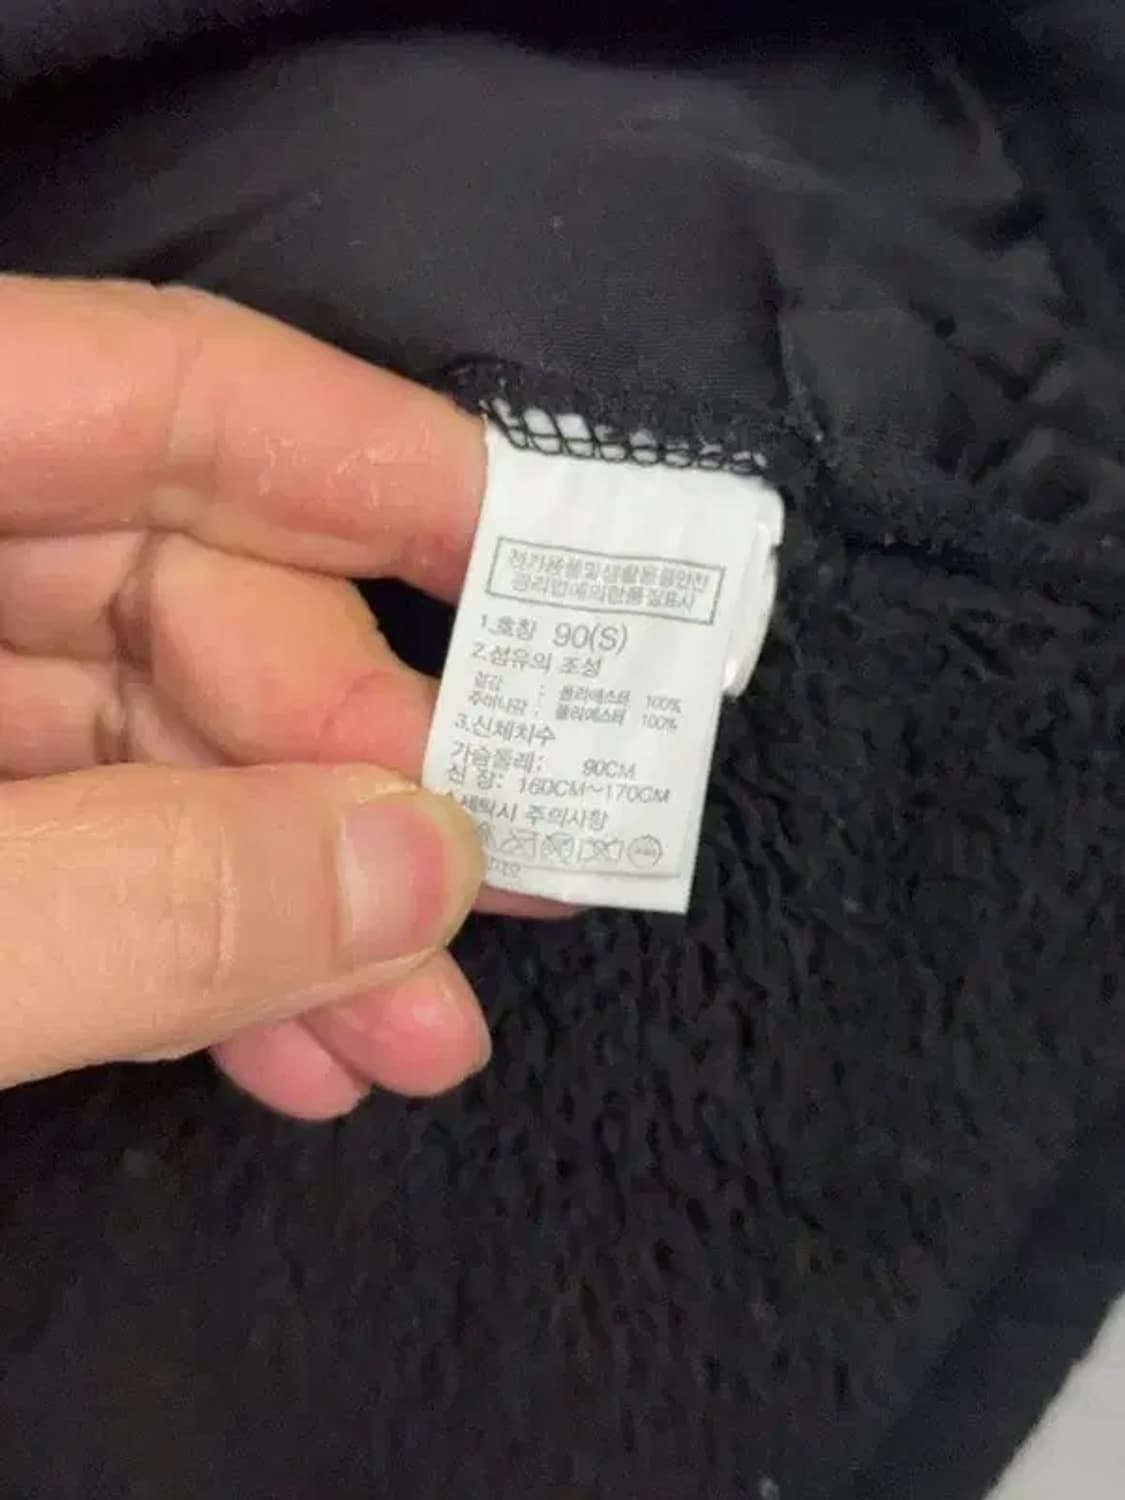 전기용품및생활용품안전
관리법에의한품질표시
1.호칭 90(S)
2.섬유의 조성
겉감 : 폴리에스터 100%
주머니감 : 폴리에스터 100%
3.신체치수
가슴둘레: 90CM
신 장: 160CM~170CM
세탁시 주의사항